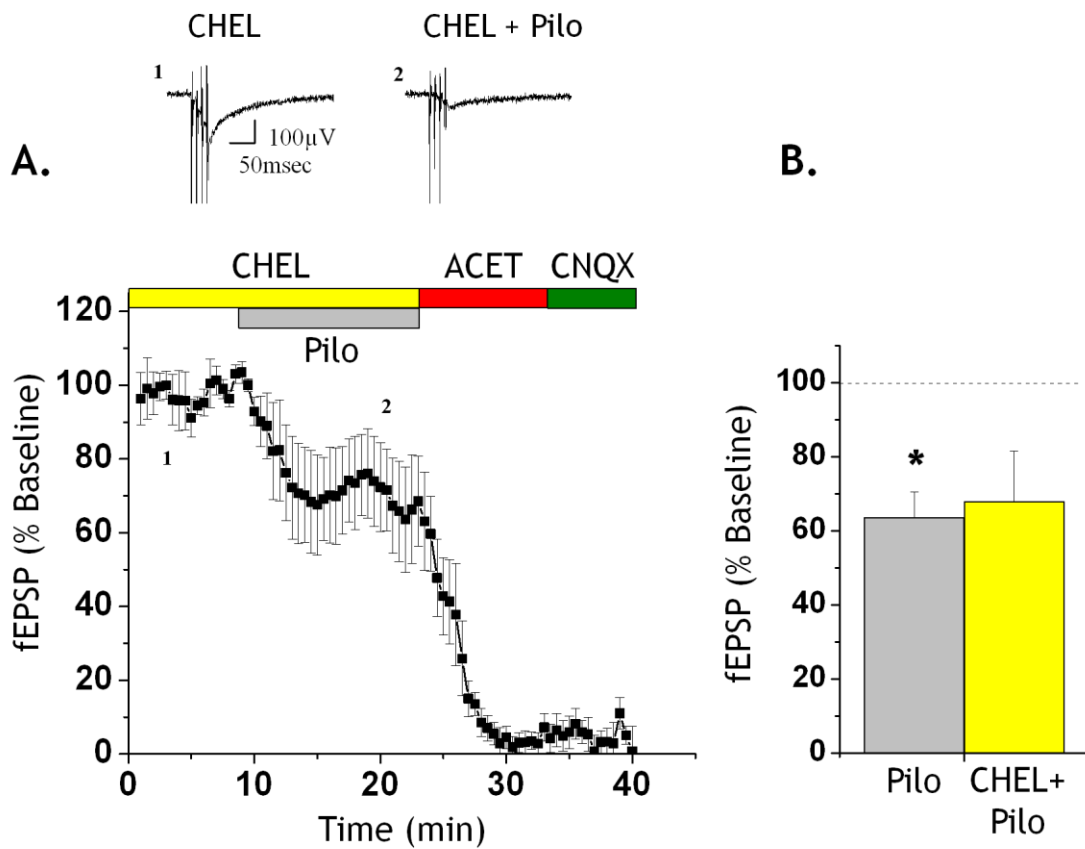 CHEL
CHEL + Pilo
1
2
100µV
50msec
A.
B.
CHEL
ACET
CNQX
Pilo
fEPSP (% Baseline)
120
100
80
60
40
20
0
1
2
0
10
20
30
40
Time (min)
fEPSP (% Baseline)
100
80
60
40
20
0
*
Pilo
CHEL+
Pilo